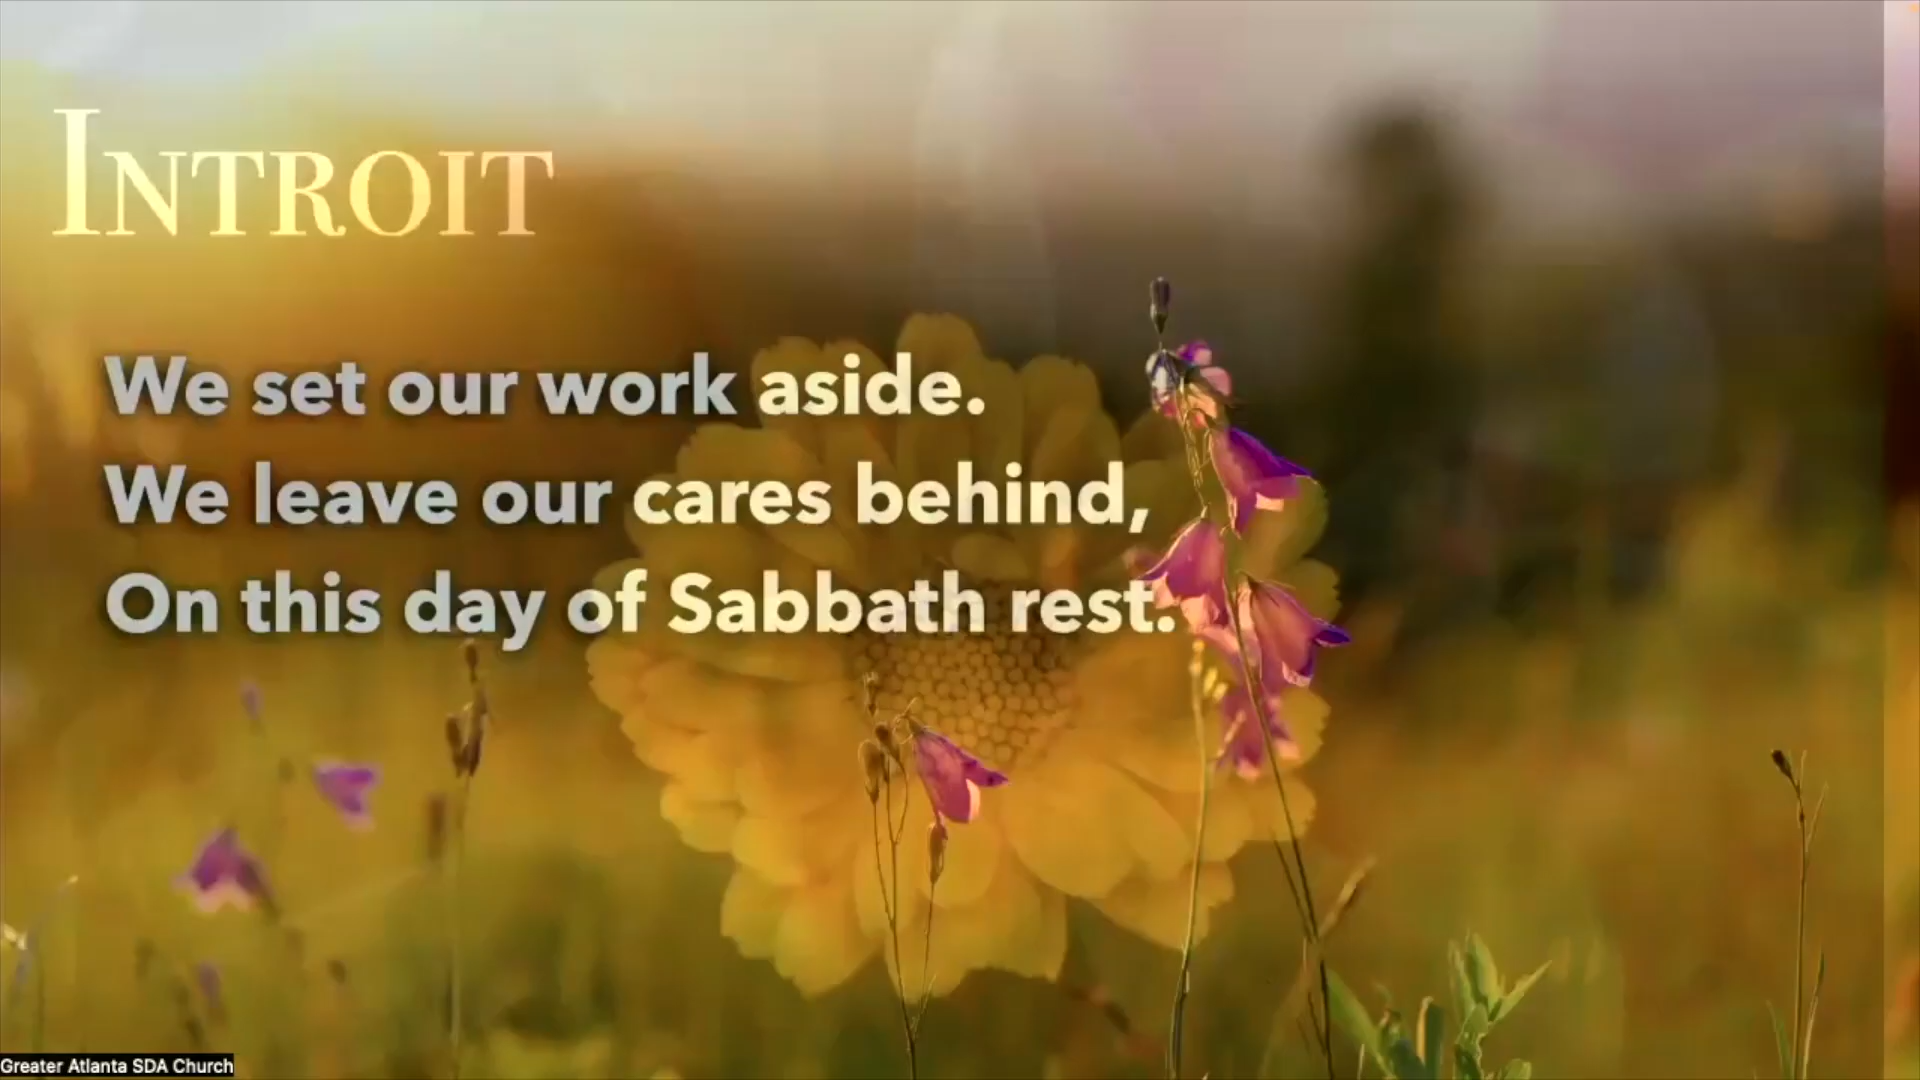 INTROIT
We set our work aside.
We leave our cares behind,
On this day of Sabbath rest.
Greater Atlanta SDA Church